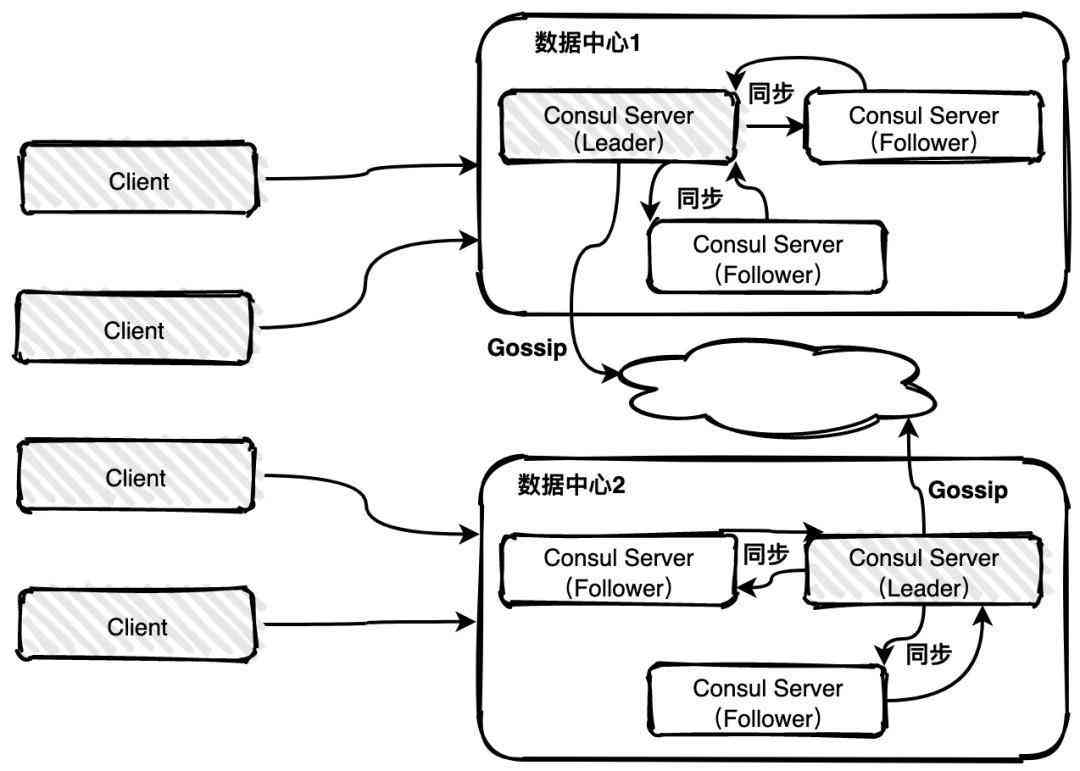 数据中心1
Consul Server
（Leader）
同步
Consul Server
（Follower）
Client
同步
Consul Server
（Follower）
Client
Gossip
Client
数据中心2
Gossip
Consul Server
（Follower）
同步
Consul Server
（Leader）
Client
同步
Consul Server
（Follower）